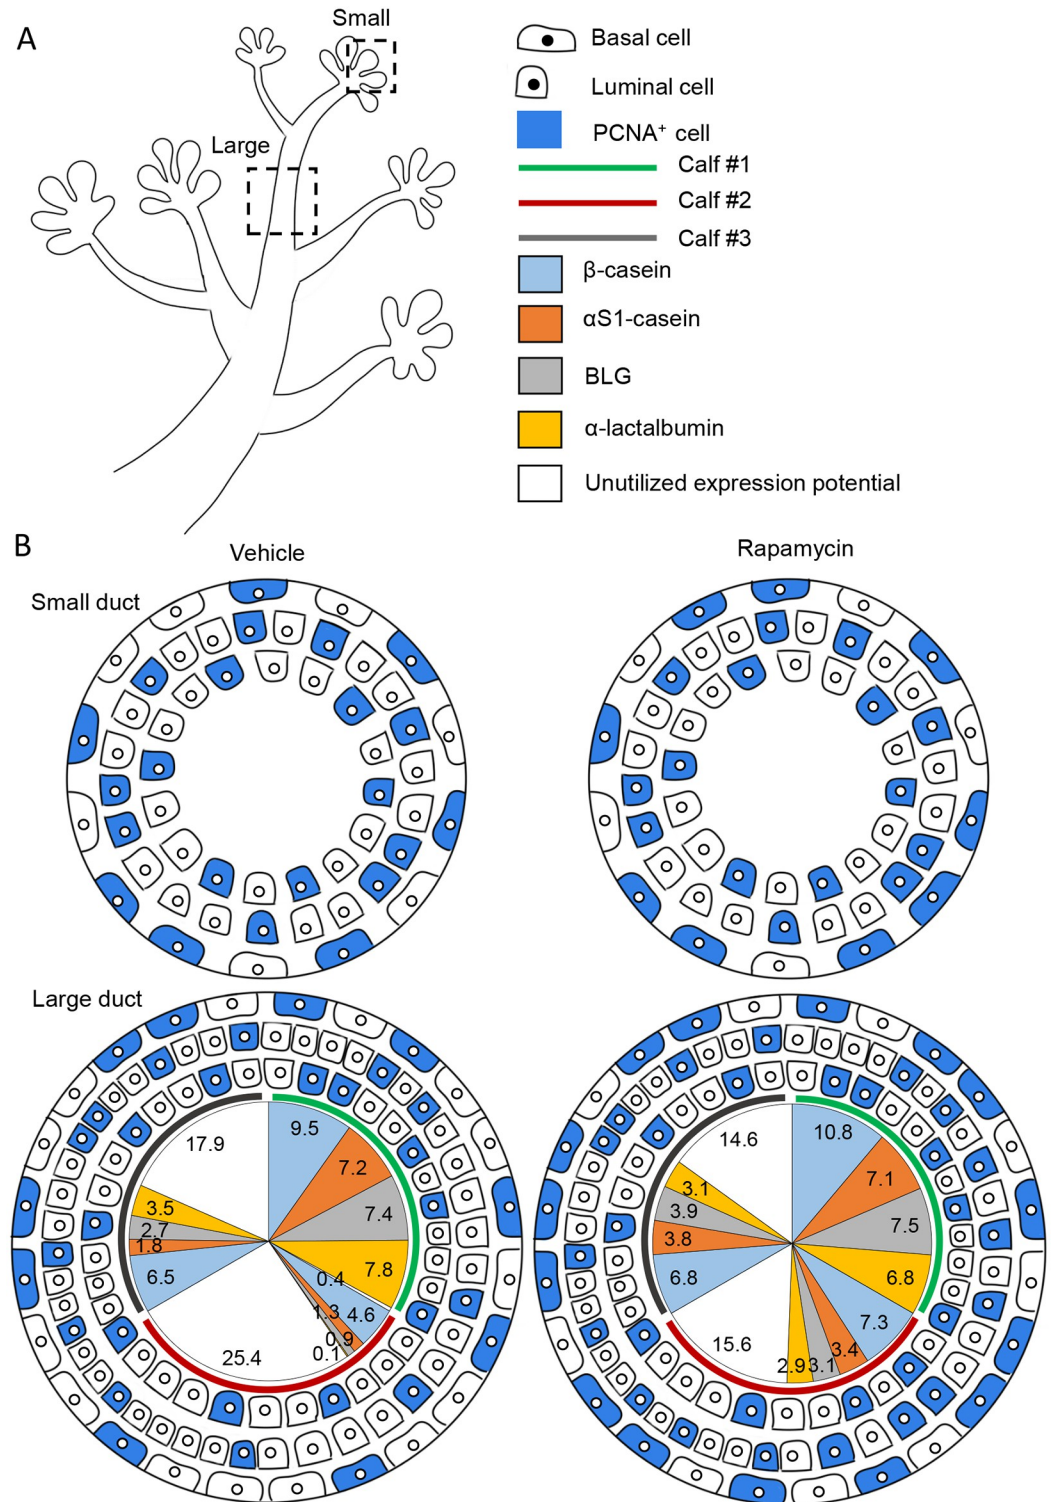 A
Small
Large
Basal cell
Luminal cell
PCNA⁺ cell
Calf #1
Calf #2
Calf #3
β-casein
αS1-casein
BLG
α-lactalbumin
Unutilized expression potential
B
Vehicle
Rapamycin
Small duct
Large duct
17.9
9.5
7.2
7.4
7.8
0.4
4.6
1.3
0.9
0.1
25.4
6.5
1.8
2.7
3.5
14.6
10.8
7.1
7.5
6.8
7.3
3.4
3.1
2.9
15.6
6.8
3.8
3.9
3.1